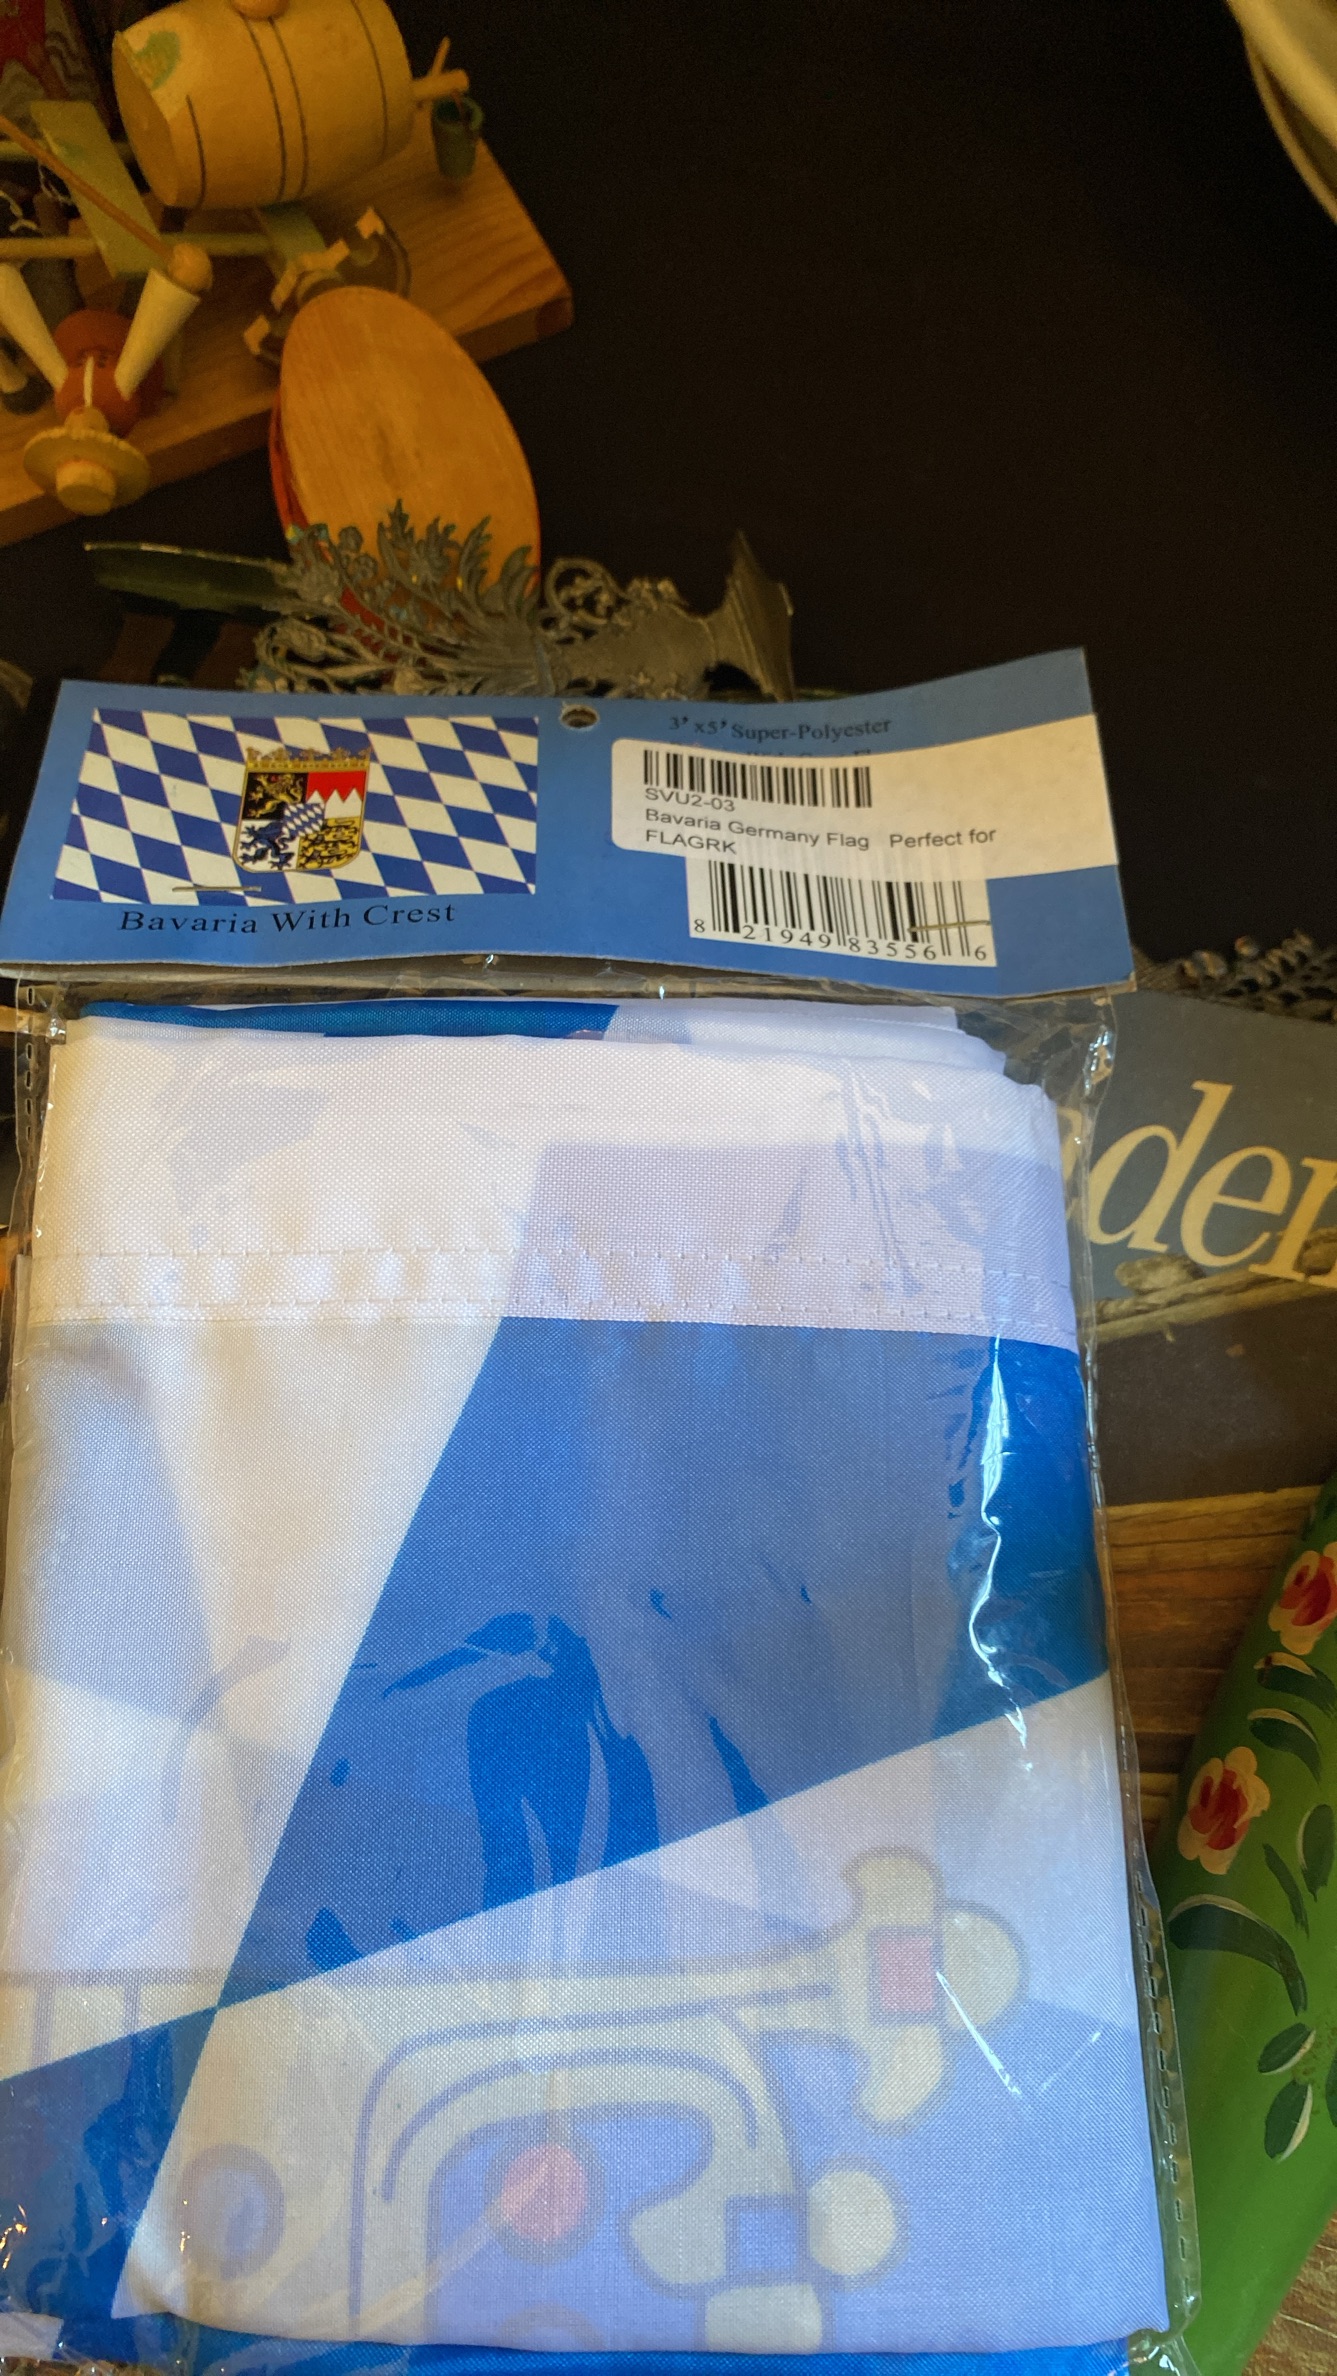 3’x5’ Super-Polyester
SVU2-03
Bavaria Germany Flag Perfect for
FLAGRK
Bavaria With Crest
8 21949 83556 6
den